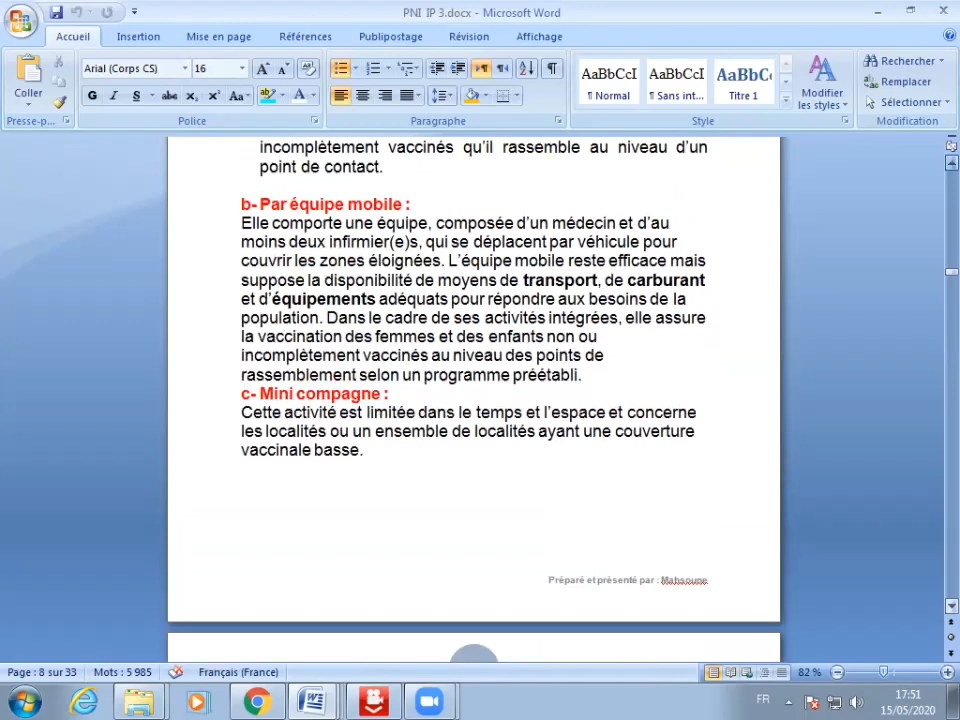 PNI IP 3.docx - Microsoft Word
Accueil Insertion Mise en page Références Publipostage Révision Affichage
Coller
Arial (Corps CS) 16
AaBbCcI AaBbCcI AaBbCc
¶ Normal ¶ Sans int... Titre 1
Modifier les styles
Rechercher
Remplacer
Sélectionner
Presse-p... Police Paragraphe Style Modification
incomplètement vaccinés qu'il rassemble au niveau d'un
point de contact.
b- Par équipe mobile :
Elle comporte une équipe, composée d'un médecin et d'au
moins deux infirmier(e)s, qui se déplacent par véhicule pour
couvrir les zones éloignées. L'équipe mobile reste efficace mais
suppose la disponibilité de moyens de transport, de carburant
et d'équipements adéquats pour répondre aux besoins de la
population. Dans le cadre de ses activités intégrées, elle assure
la vaccination des femmes et des enfants non ou
incomplètement vaccinés au niveau des points de
rassemblement selon un programme préétabli.
c- Mini compagne :
Cette activité est limitée dans le temps et l'espace et concerne
les localités ou un ensemble de localités ayant une couverture
vaccinale basse.
Préparé et présenté par : Mahsoune
Page : 8 sur 33 Mots : 5 985 Français (France) 82 %
FR 17:51
15/05/2020